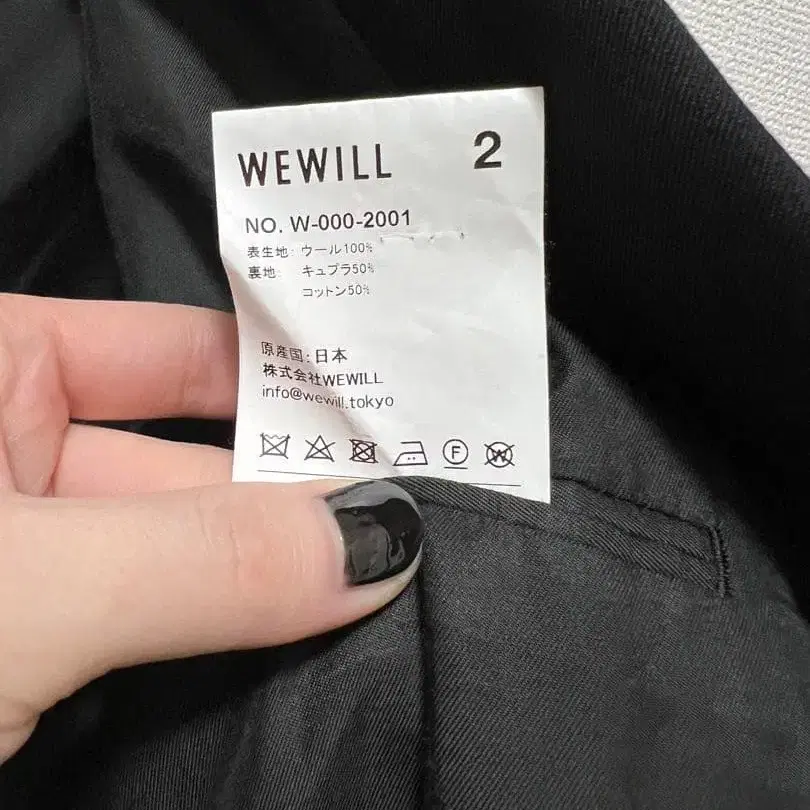 WEWILL 2
NO. W-000-2001
表生地: ウール100%
裏地: キュプラ50%
コットン50%
原産国:日本
株式会社WEWILL
info@wewill.tokyo
F W